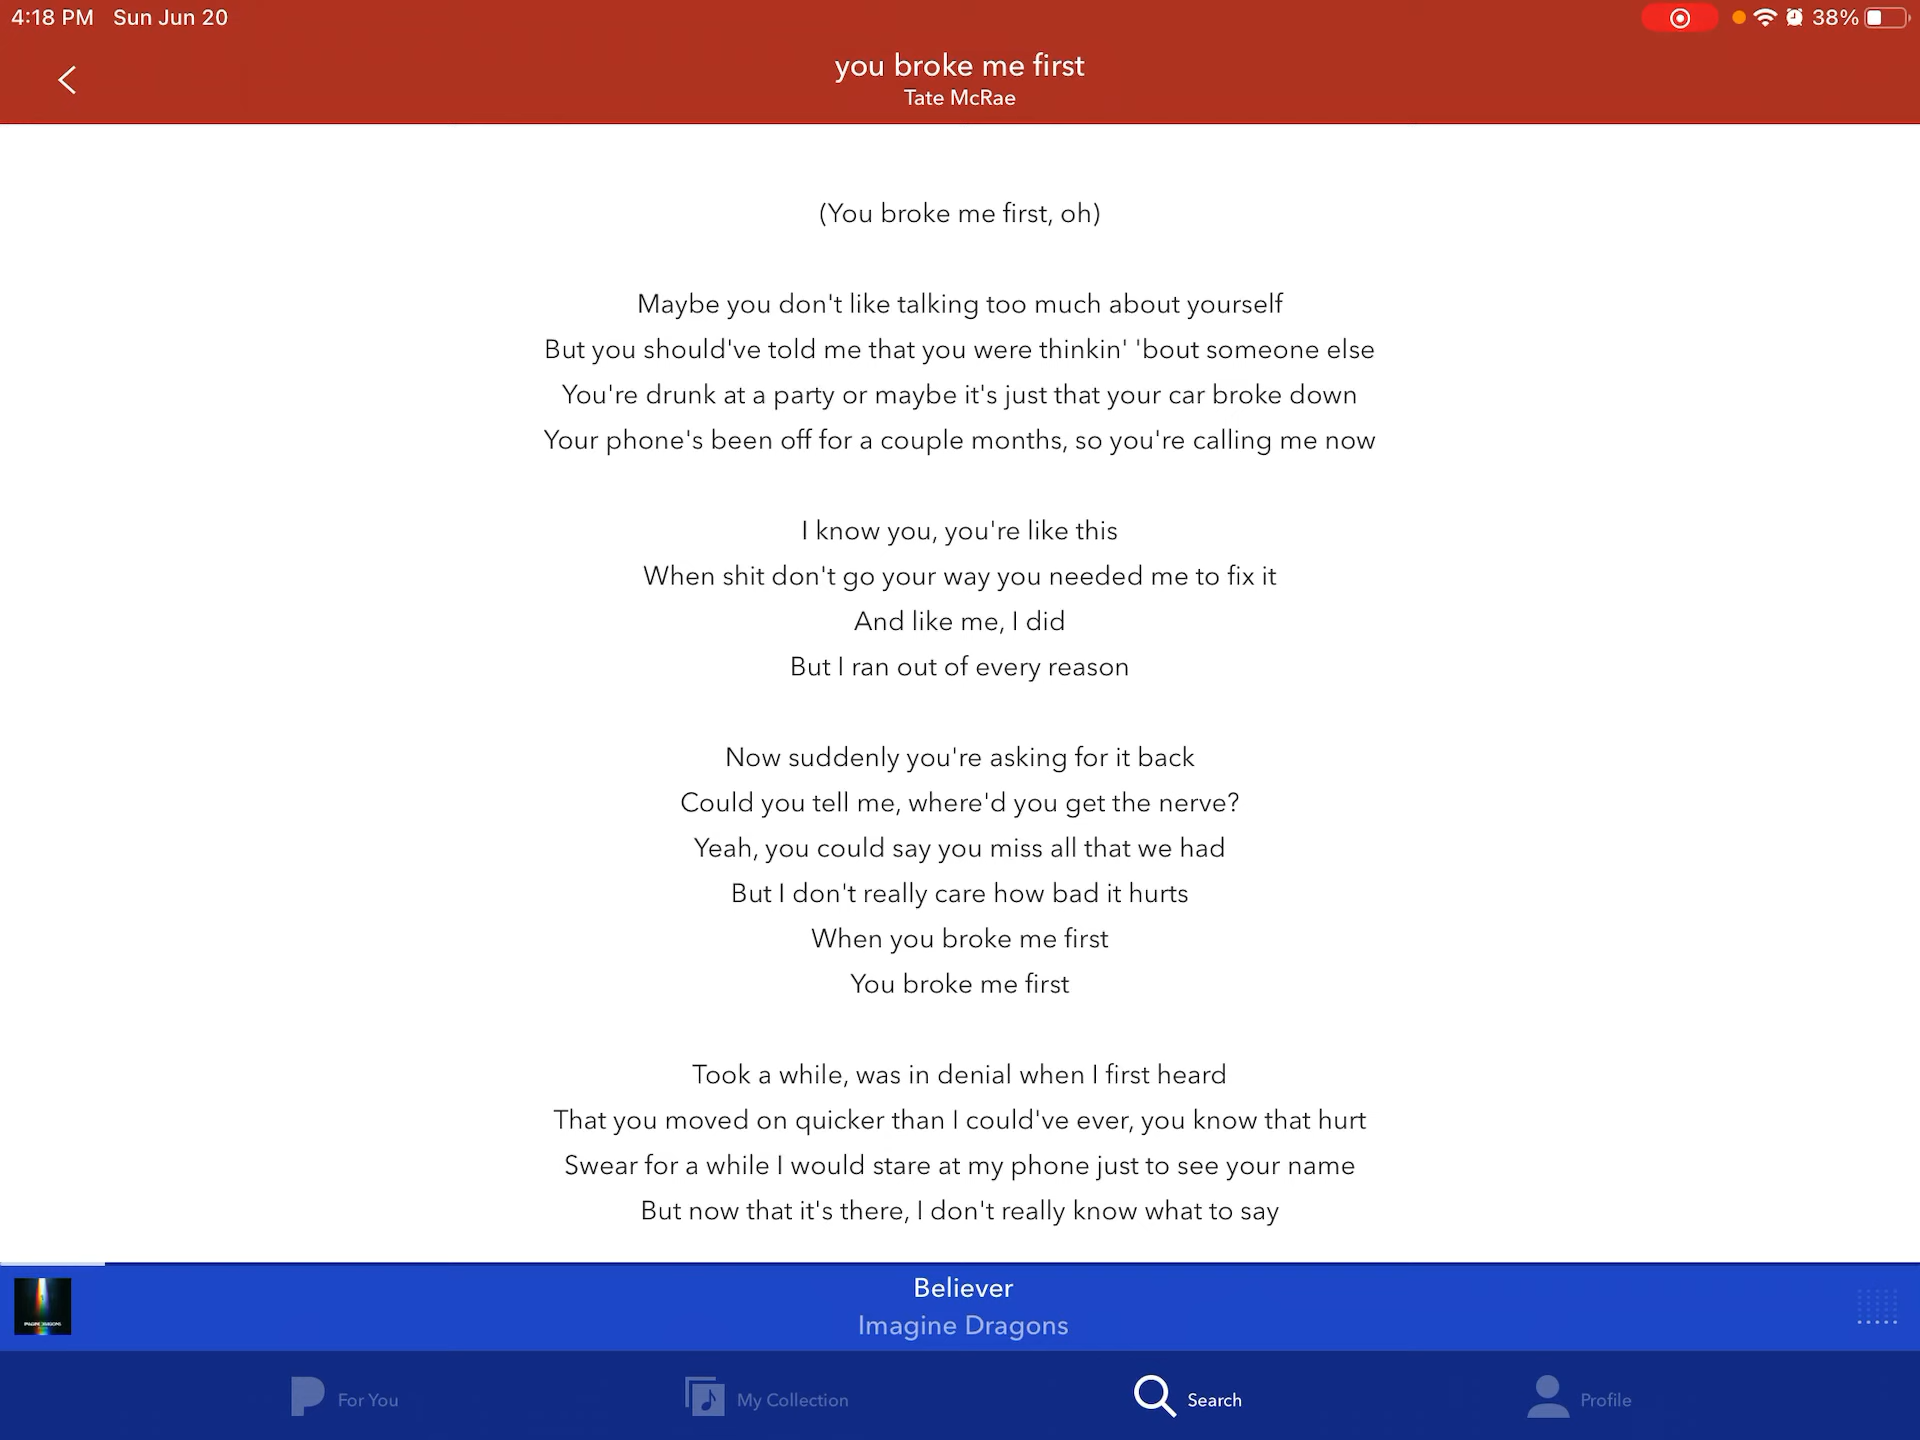 4:18 PM Sun Jun 20
38%
you broke me first
Tate McRae
(You broke me first, oh)
Maybe you don't like talking too much about yourself
But you should've told me that you were thinkin' 'bout someone else
You're drunk at a party or maybe it's just that your car broke down
Your phone's been off for a couple months, so you're calling me now
I know you, you're like this
When shit don't go your way you needed me to fix it
And like me, I did
But I ran out of every reason
Now suddenly you're asking for it back
Could you tell me, where'd you get the nerve?
Yeah, you could say you miss all that we had
But I don't really care how bad it hurts
When you broke me first
You broke me first
Took a while, was in denial when I first heard
That you moved on quicker than I could've ever, you know that hurt
Swear for a while I would stare at my phone just to see your name
But now that it's there, I don't really know what to say
IMAGINE DRAGONS
Believer
Imagine Dragons
For You
My Collection
Search
Profile